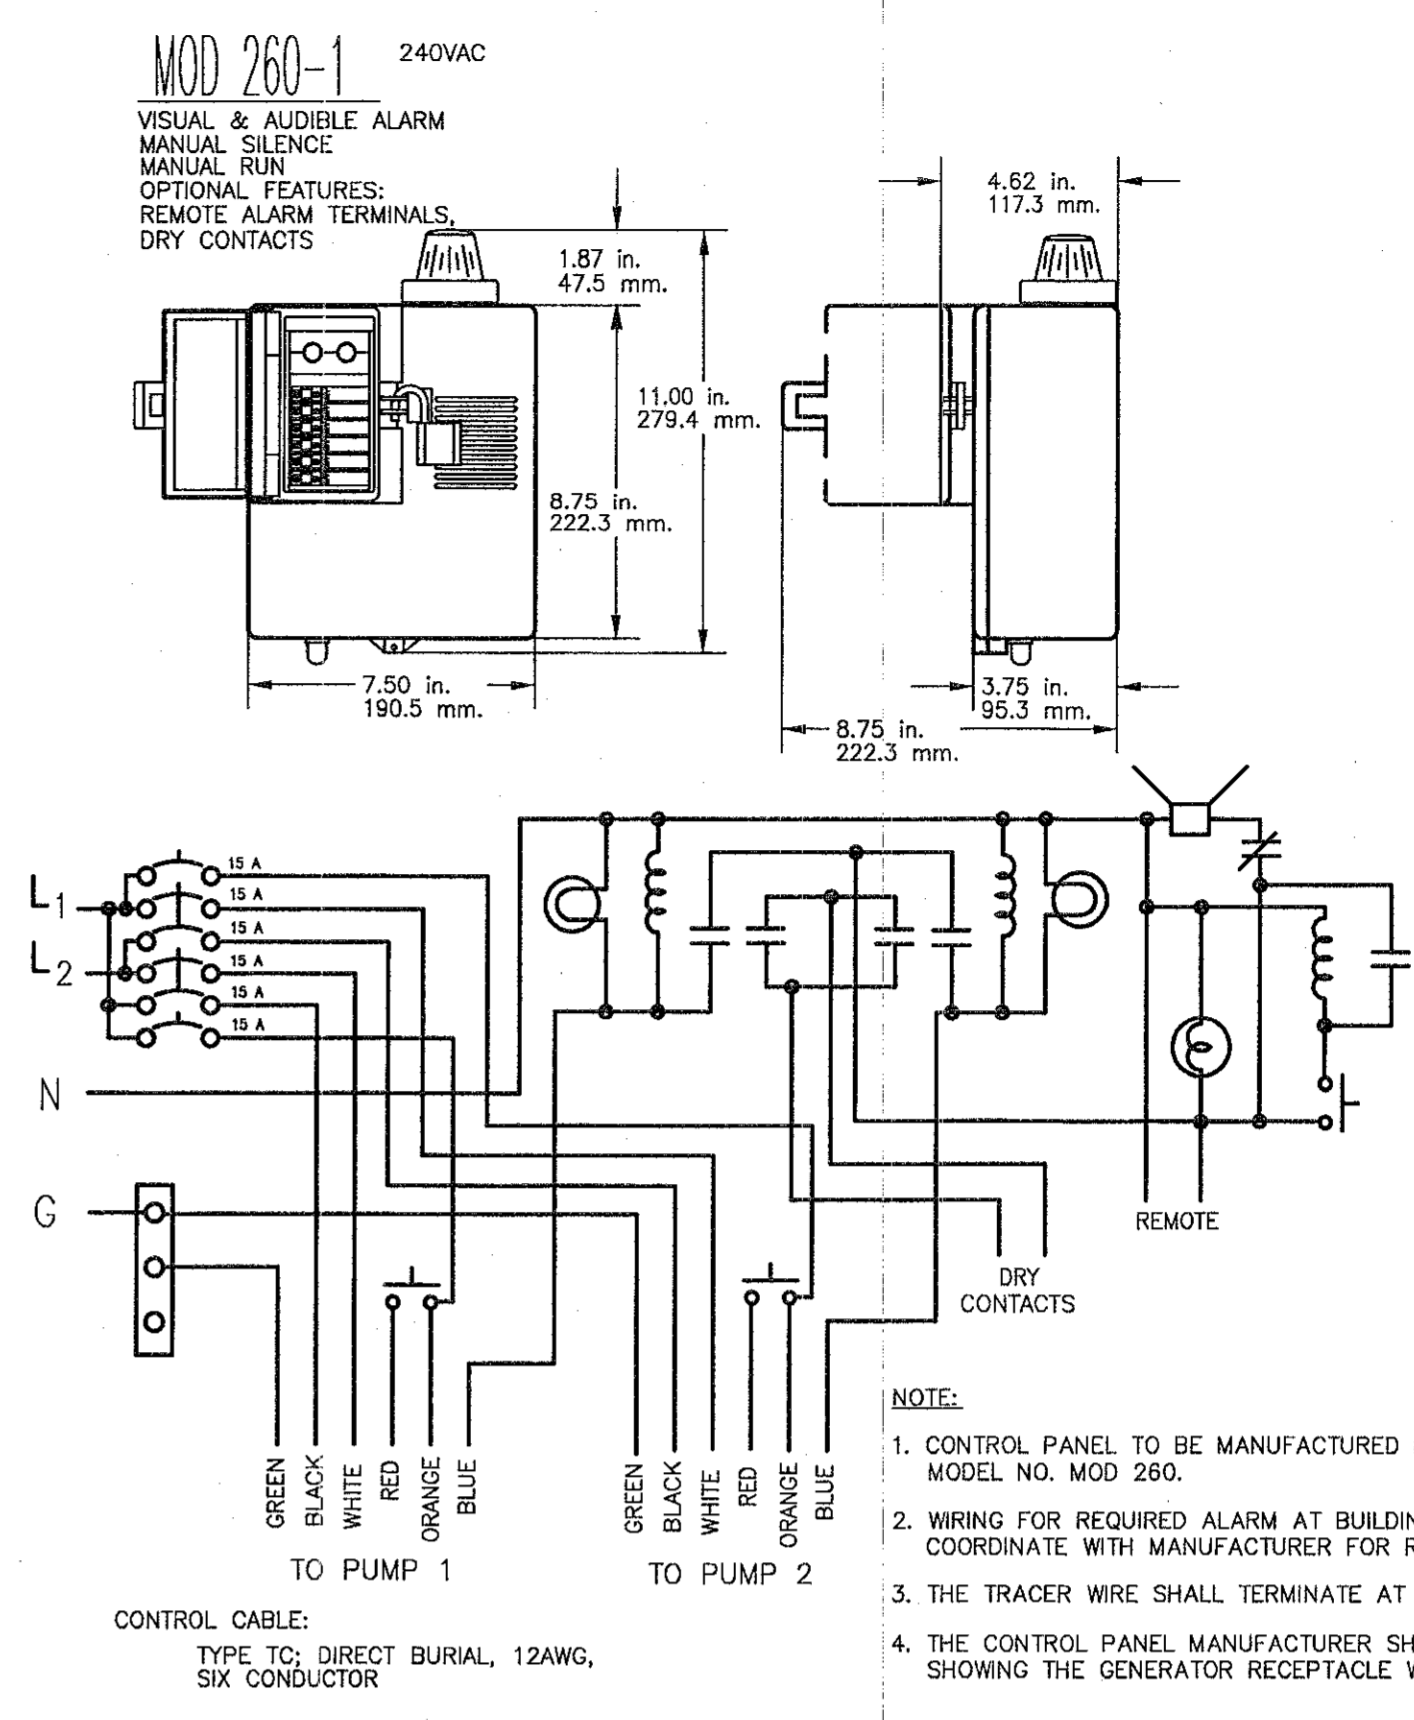 MOD 260-1 240VAC
VISUAL & AUDIBLE ALARM
MANUAL SILENCE
MANUAL RUN
OPTIONAL FEATURES:
REMOTE ALARM TERMINALS,
DRY CONTACTS
1.87 in.
47.5 mm.
11.00 in.
279.4 mm.
8.75 in.
222.3 mm.
7.50 in.
190.5 mm.
4.62 in.
117.3 mm.
3.75 in.
95.3 mm.
8.75 in.
222.3 mm.
15 A
L1
15 A
15 A
L2
15 A
15 A
15 A
N
G
REMOTE
DRY
CONTACTS
GREEN
BLACK
WHITE
RED
ORANGE
BLUE
TO PUMP 1
GREEN
BLACK
WHITE
RED
ORANGE
BLUE
TO PUMP 2
CONTROL CABLE:
TYPE TC; DIRECT BURIAL, 12AWG,
SIX CONDUCTOR
NOTE:
1. CONTROL PANEL TO BE MANUFACTURED
MODEL NO. MOD 260.
2. WIRING FOR REQUIRED ALARM AT BUILDIN
COORDINATE WITH MANUFACTURER FOR R
3. THE TRACER WIRE SHALL TERMINATE AT
4. THE CONTROL PANEL MANUFACTURER SH
SHOWING THE GENERATOR RECEPTACLE W